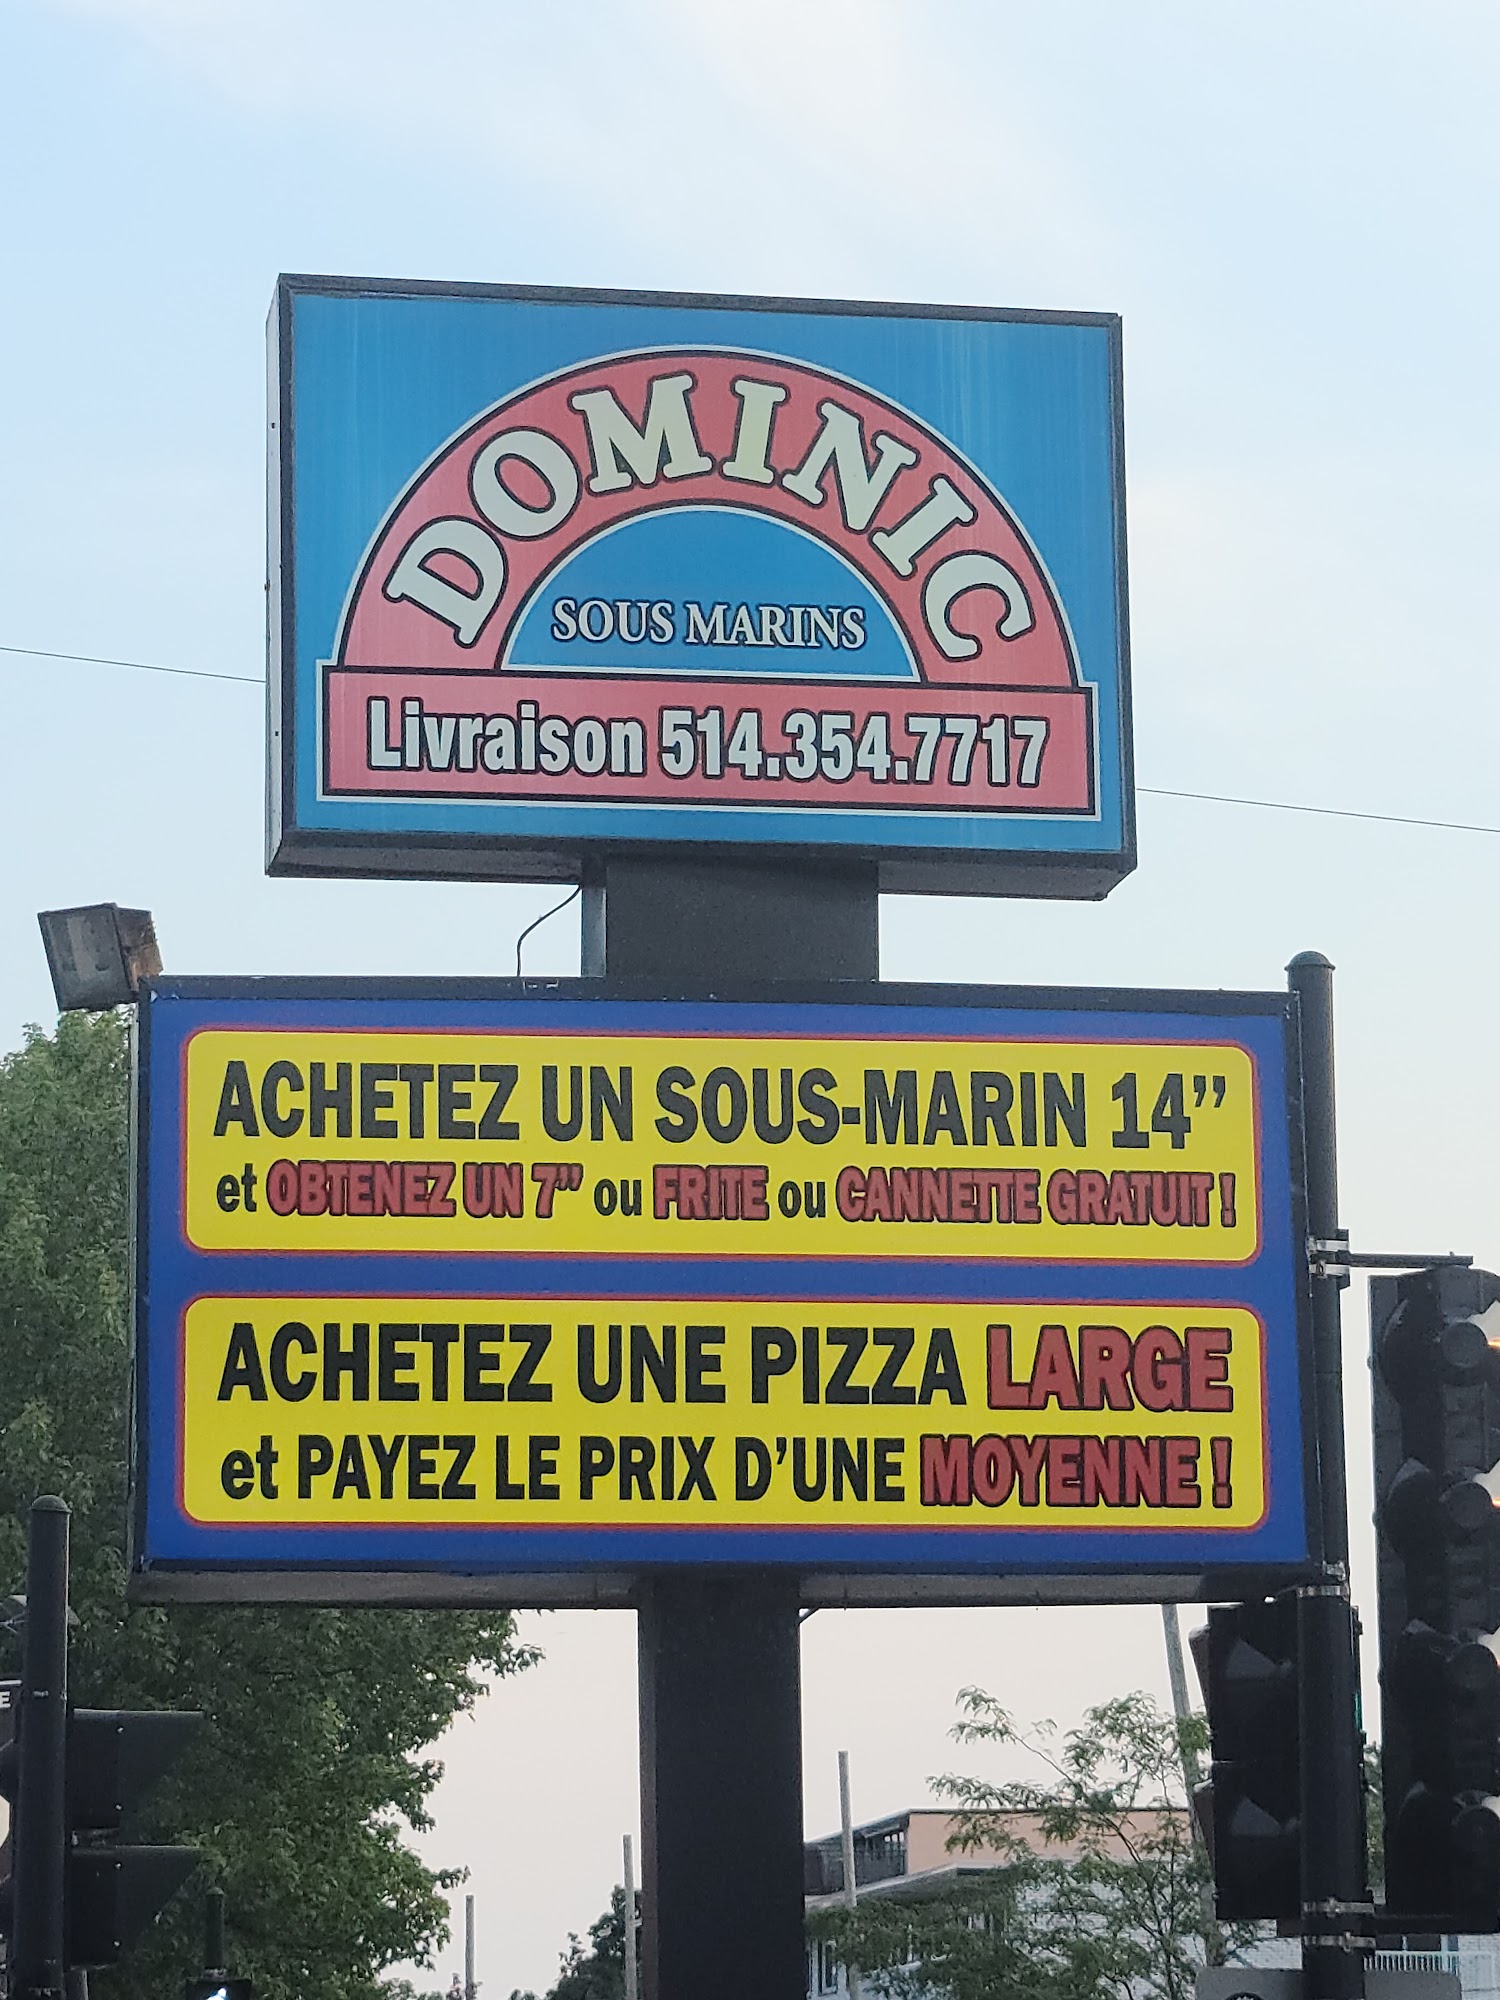 DOMINIC
SOUS MARINS
Livraison 514.354.7717
ACHETEZ UN SOUS-MARIN 14’’
et OBTENEZ UN 7’’ ou FRITE ou CANNETTE GRATUIT !
ACHETEZ UNE PIZZA LARGE
et PAYEZ LE PRIX D’UNE MOYENNE !